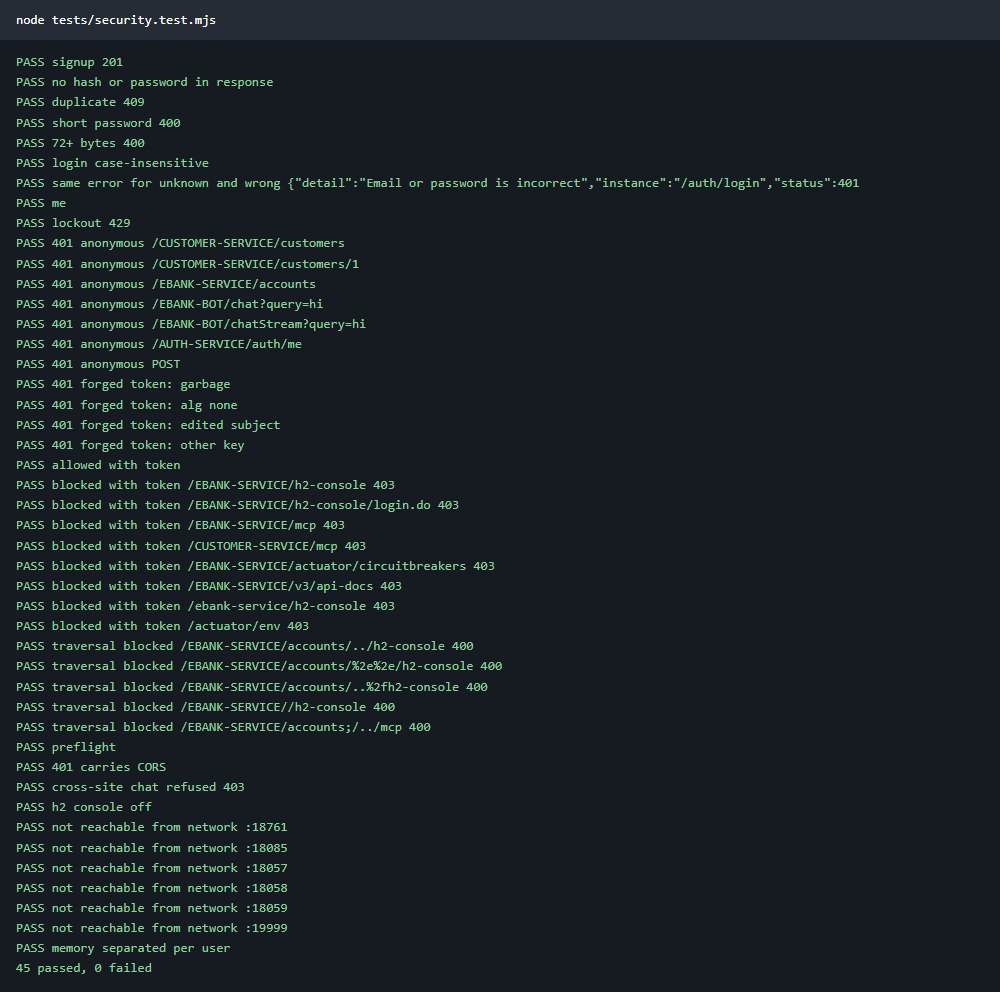 node tests/security.test.mjs
PASS signup 201
PASS no hash or password in response
PASS duplicate 409
PASS short password 400
PASS 72+ bytes 400
PASS login case-insensitive
PASS same error for unknown and wrong {"detail":"Email or password is incorrect","instance":"/auth/login","status":401
PASS me
PASS lockout 429
PASS 401 anonymous /CUSTOMER-SERVICE/customers
PASS 401 anonymous /CUSTOMER-SERVICE/customers/1
PASS 401 anonymous /EBANK-SERVICE/accounts
PASS 401 anonymous /EBANK-BOT/chat?query=hi
PASS 401 anonymous /EBANK-BOT/chatStream?query=hi
PASS 401 anonymous /AUTH-SERVICE/auth/me
PASS 401 anonymous POST
PASS 401 forged token: garbage
PASS 401 forged token: alg none
PASS 401 forged token: edited subject
PASS 401 forged token: other key
PASS allowed with token
PASS blocked with token /EBANK-SERVICE/h2-console 403
PASS blocked with token /EBANK-SERVICE/h2-console/login.do 403
PASS blocked with token /EBANK-SERVICE/mcp 403
PASS blocked with token /CUSTOMER-SERVICE/mcp 403
PASS blocked with token /EBANK-SERVICE/actuator/circuitbreakers 403
PASS blocked with token /EBANK-SERVICE/v3/api-docs 403
PASS blocked with token /ebank-service/h2-console 403
PASS blocked with token /actuator/env 403
PASS traversal blocked /EBANK-SERVICE/accounts/../h2-console 400
PASS traversal blocked /EBANK-SERVICE/accounts/%2e%2e/h2-console 400
PASS traversal blocked /EBANK-SERVICE/accounts/..%2fh2-console 400
PASS traversal blocked /EBANK-SERVICE//h2-console 400
PASS traversal blocked /EBANK-SERVICE/accounts;/../mcp 400
PASS preflight
PASS 401 carries CORS
PASS cross-site chat refused 403
PASS h2 console off
PASS not reachable from network :18761
PASS not reachable from network :18085
PASS not reachable from network :18057
PASS not reachable from network :18058
PASS not reachable from network :18059
PASS not reachable from network :19999
PASS memory separated per user
45 passed, 0 failed